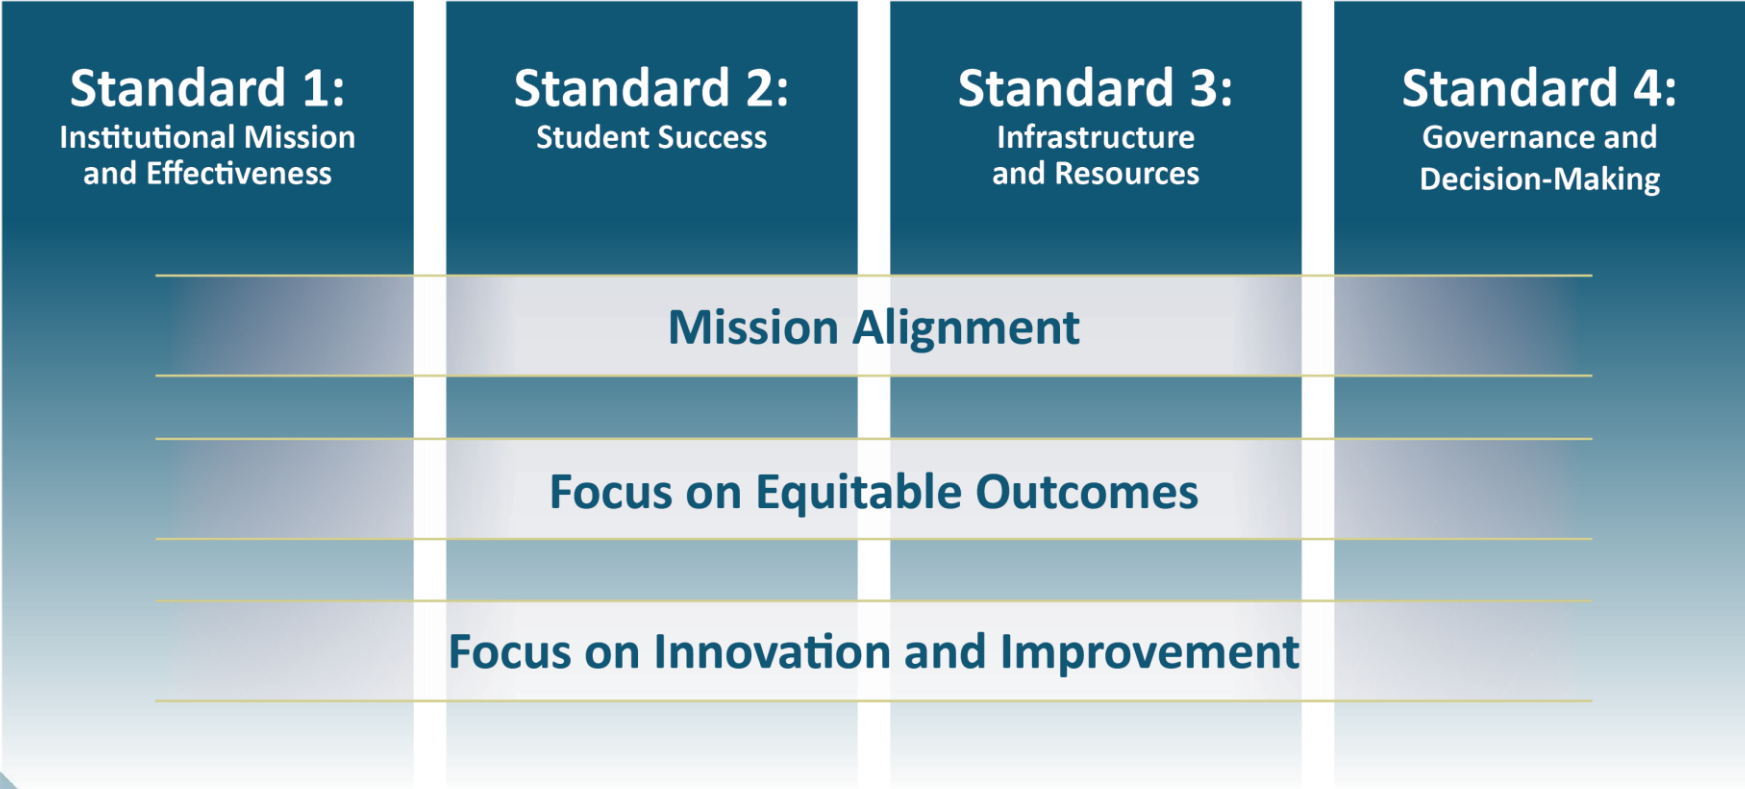 Standard 1:
Institutional Mission
and Effectiveness
Standard 2:
Student Success
Standard 3:
Infrastructure
and Resources
Standard 4:
Governance and
Decision-Making
Mission Alignment
Focus on Equitable Outcomes
Focus on Innovation and Improvement